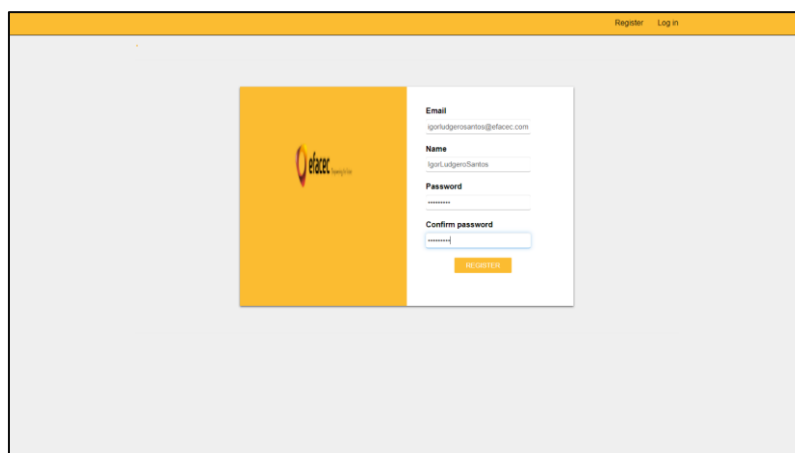 Register Log in
efacec
Email
igorludgerosantos@efacec.com
Name
IgorLudgeroSantos
Password
•••••••••
Confirm password
•••••••••
REGISTER